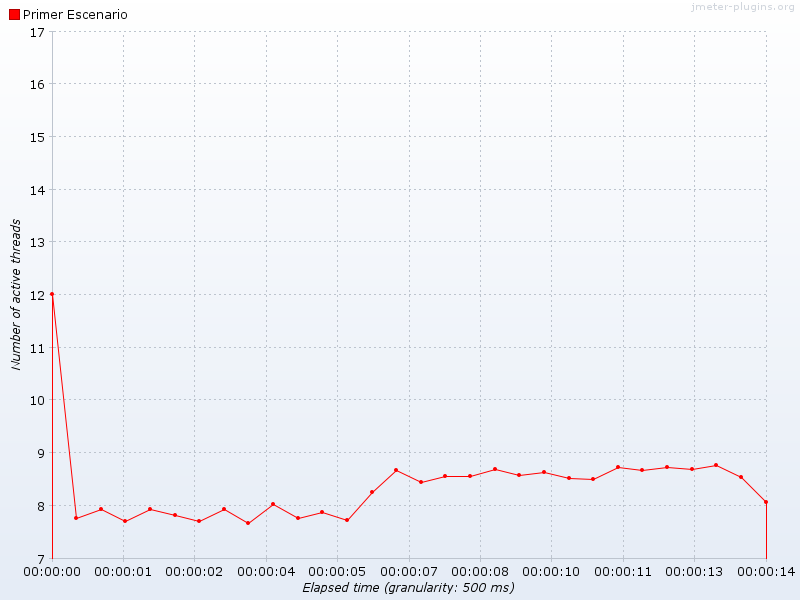 jmeter-plugins.org
Primer Escenario
17
16
15
14
13
12
11
10
9
8
7
Number of active threads
00:00:00 00:00:01 00:00:02 00:00:04 00:00:05 00:00:07 00:00:08 00:00:10 00:00:11 00:00:13 00:00:14
Elapsed time (granularity: 500 ms)